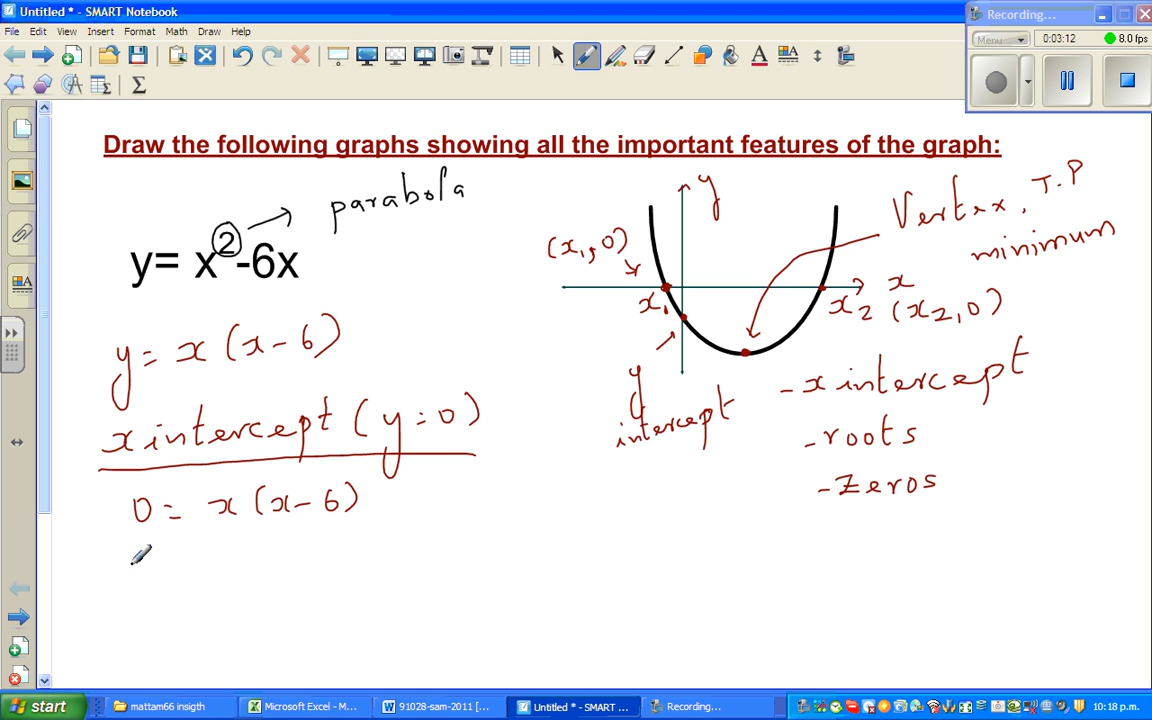 Untitled * - SMART Notebook
Recording...
File Edit View Insert Format Math Draw Help
Menu
0:03:12
8.0 fps
Draw the following graphs showing all the important features of the graph:
parabola
y= x²-6x
y
Vertex, T.P
minimum
(x₁, 0)
x
x₁
x₂ (x₂, 0)
y = x (x - 6)
y
intercept
- x intercept
x intercept (y = 0)
- roots
- Zeros
0 = x (x - 6)
start
mattam66 insigth
Microsoft Excel - M...
91028-sam-2011 [...
Untitled * - SMART ...
Recording...
10:18 p.m.